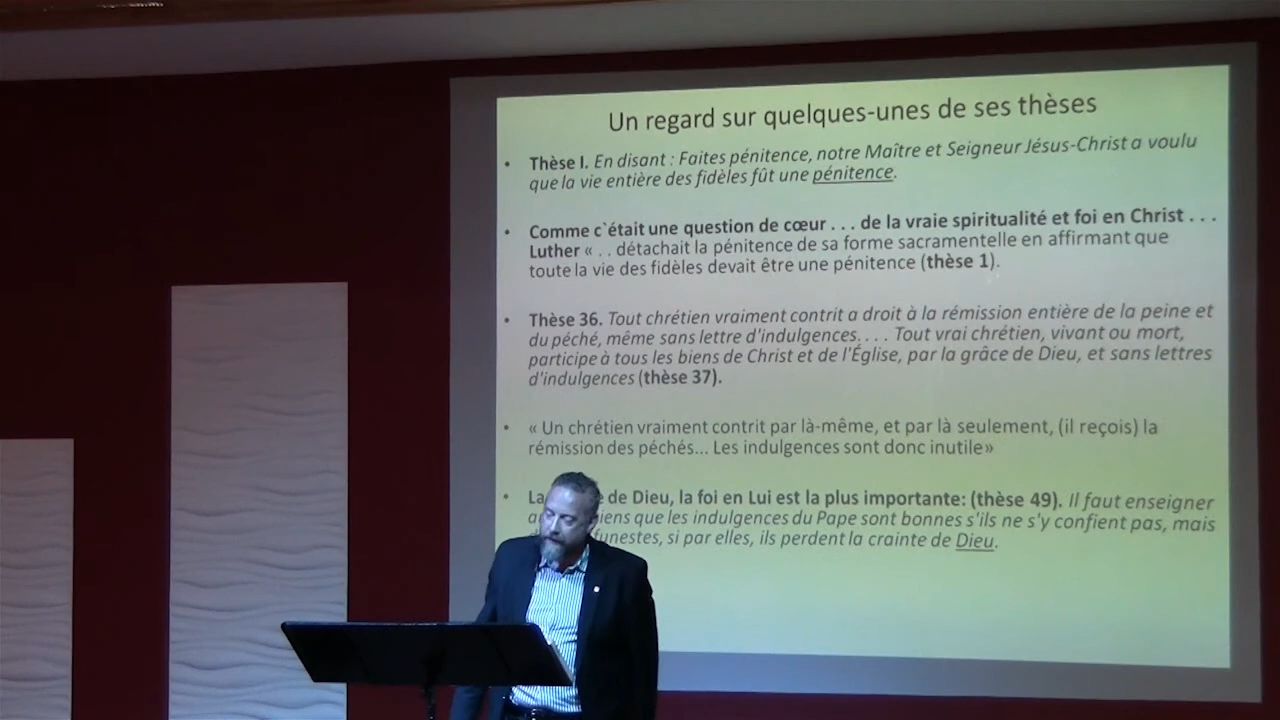 Un regard sur quelques-unes de ses thèses
• Thèse I. En disant : Faites pénitence, notre Maître et Seigneur Jésus-Christ a voulu
que la vie entière des fidèles fût une pénitence.
• Comme c`était une question de cœur . . . de la vraie spiritualité et foi en Christ . . .
Luther « . . détachait la pénitence de sa forme sacramentelle en affirmant que
toute la vie des fidèles devait être une pénitence (thèse 1).
• Thèse 36. Tout chrétien vraiment contrit a droit à la rémission entière de la peine et
du péché, même sans lettre d'indulgences. . . . Tout vrai chrétien, vivant ou mort,
participe à tous les biens de Christ et de l'Église, par la grâce de Dieu, et sans lettres
d'indulgences (thèse 37).
• « Un chrétien vraiment contrit par là-même, et par là seulement, (il reçois) la
rémission des péchés... Les indulgences sont donc inutile»
• La de Dieu, la foi en Lui est la plus importante: (thèse 49). Il faut enseigner
que les indulgences du Pape sont bonnes s'ils ne s'y confient pas, mais
funestes, si par elles, ils perdent la crainte de Dieu.